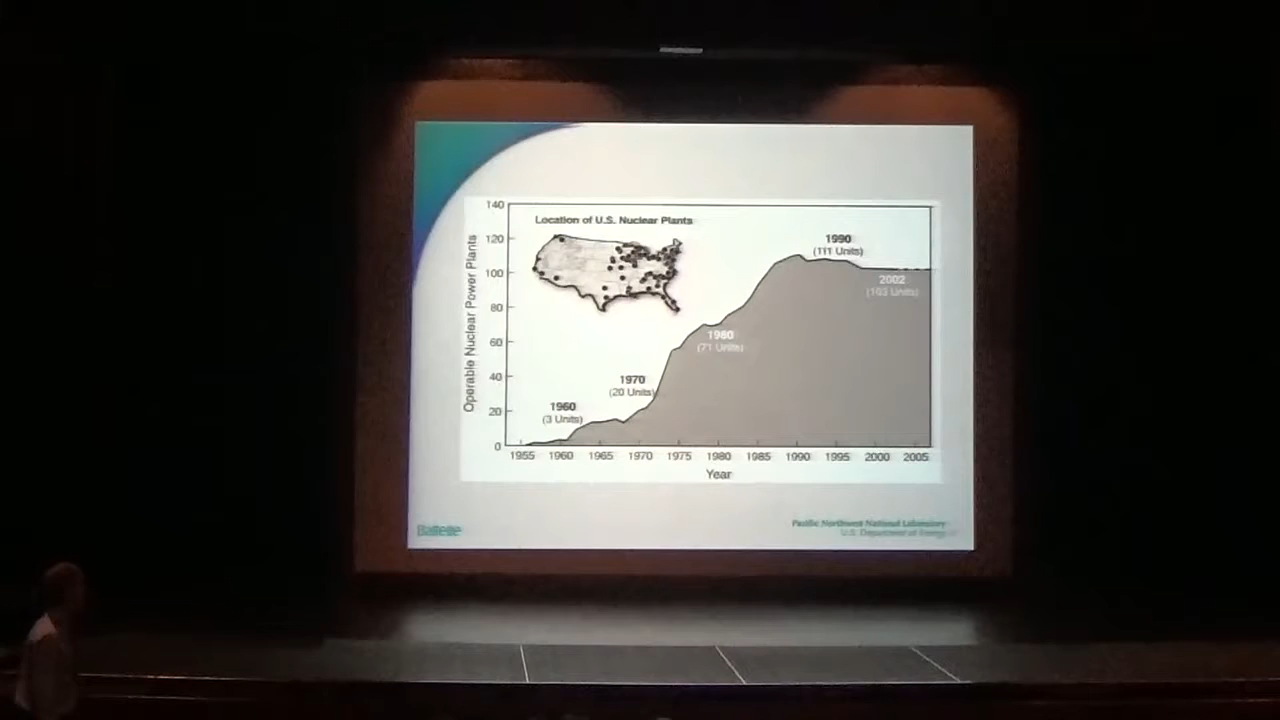 140
120
100
80
60
40
20
0
Operable Nuclear Power Plants
Location of U.S. Nuclear Plants
1990
(111 Units)
2002
(103 Units)
1980
(71 Units)
1970
(20 Units)
1960
(3 Units)
1955 1960 1965 1970 1975 1980 1985 1990 1995 2000 2005
Year
Battelle
Pacific Northwest National Laboratory
U.S. Department of Energy